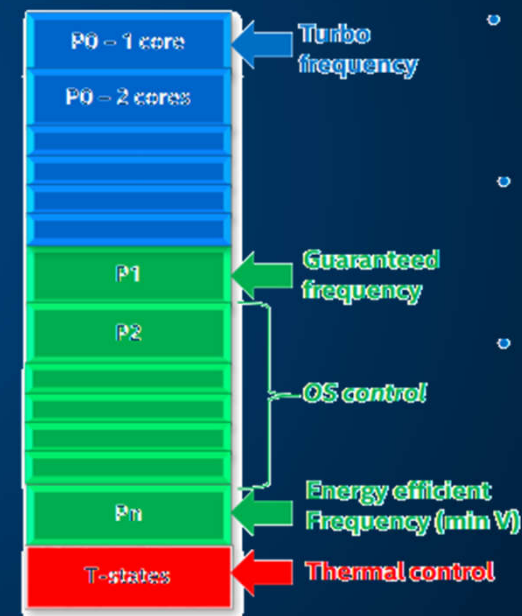 P0 – 1 core
Turbo
frequency
P0 – 2 cores
P1
Guaranteed
frequency
P2
OS control
Pn
Energy efficient
Frequency (min V)
T-states
Thermal control